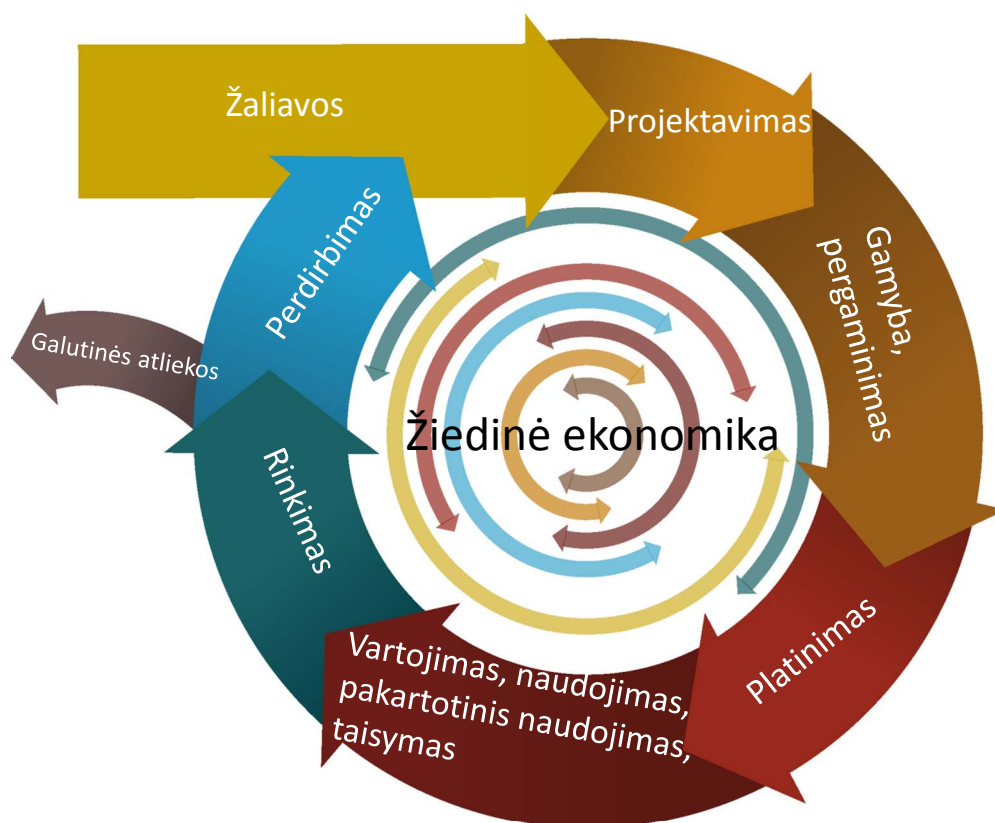 Žaliavos
Projektavimas
Gamyba,
pergaminimas
Platinimas
Vartojimas, naudojimas,
pakartotinis naudojimas,
taisymas
Rinkimas
Perdirbimas
Galutinės atliekos
Žiedinė ekonomika